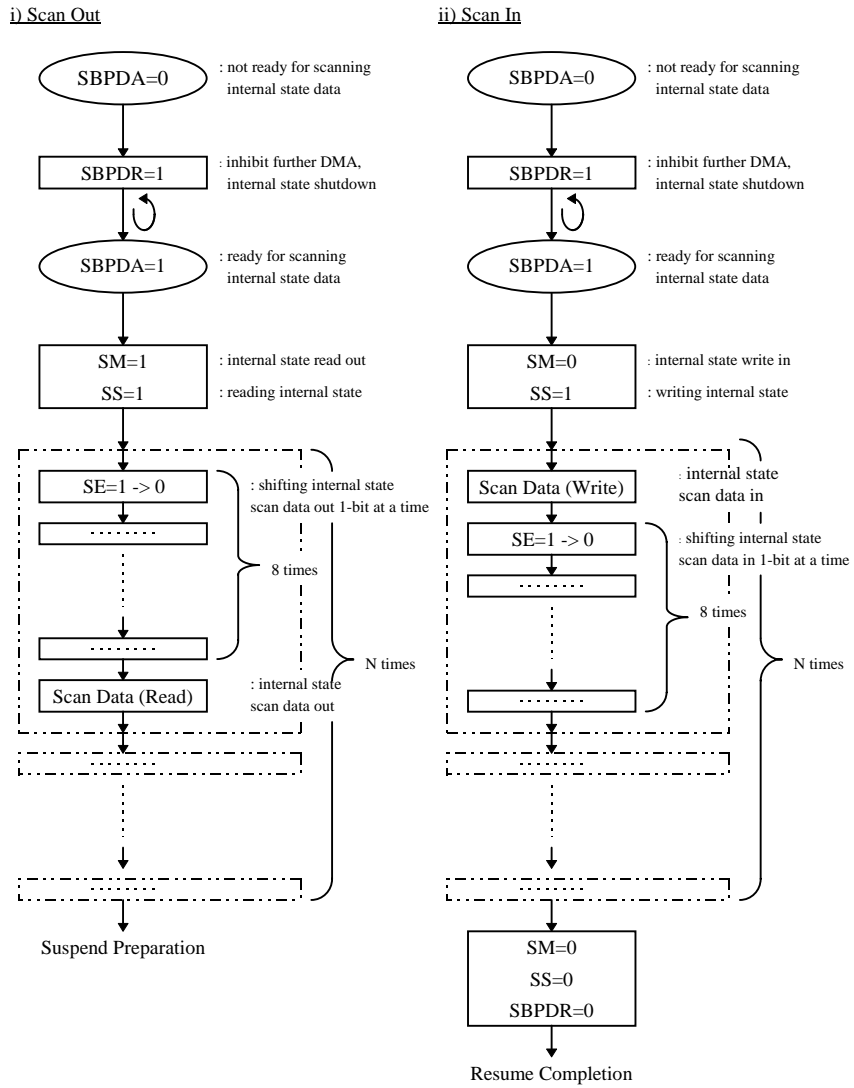 i) Scan Out
SBPDA=0
: not ready for scanning
internal state data
SBPDR=1
: inhibit further DMA,
internal state shutdown
SBPDA=1
: ready for scanning
internal state data
SM=1
: internal state read out
SS=1
: reading internal state
SE=1 -> 0
: shifting internal state
scan data out 1-bit at a time
8 times
N times
Scan Data (Read)
: internal state
scan data out
Suspend Preparation
ii) Scan In
SBPDA=0
: not ready for scanning
internal state data
SBPDR=1
: inhibit further DMA,
internal state shutdown
SBPDA=1
: ready for scanning
internal state data
SM=0
: internal state write in
SS=1
: writing internal state
Scan Data (Write)
: internal state
scan data in
SE=1 -> 0
: shifting internal state
scan data in 1-bit at a time
8 times
N times
SM=0
SS=0
SBPDR=0
Resume Completion